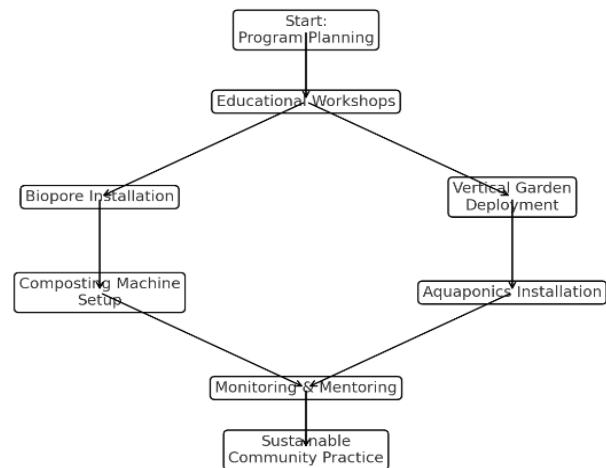 Start:
Program Planning
Educational Workshops
Biopore Installation
Vertical Garden
Deployment
Composting Machine
Setup
Aquaponics Installation
Monitoring & Mentoring
Sustainable
Community Practice